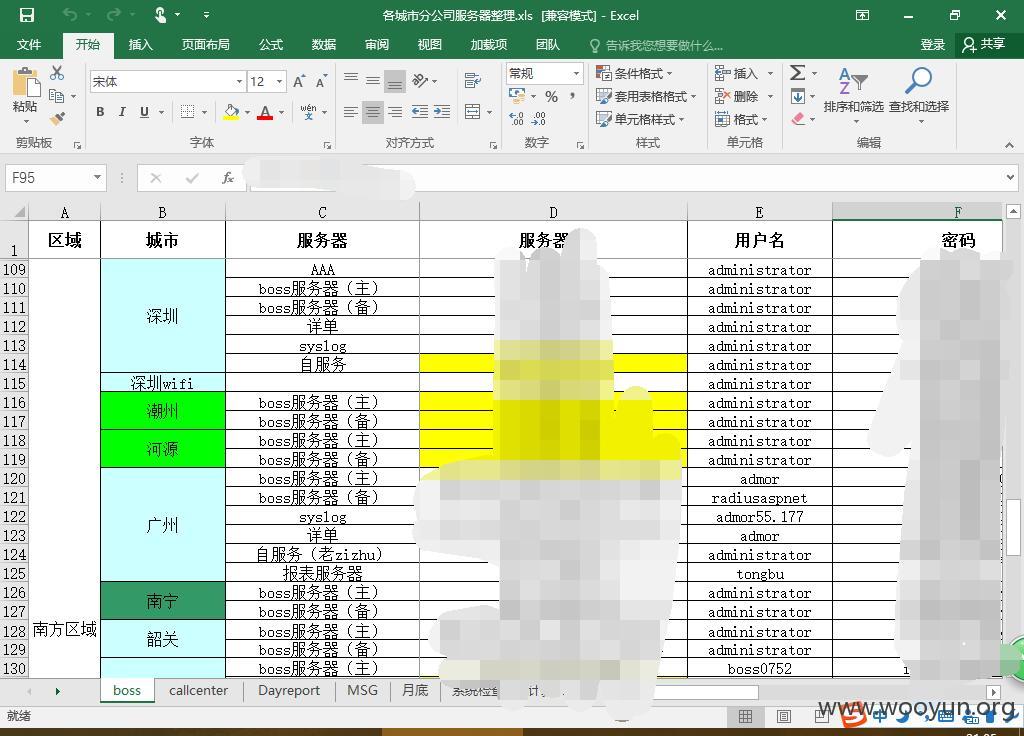 各城市分公司服务器整理.xls [兼容模式] - Excel
文件 开始 插入 页面布局 公式 数据 审阅 视图 加载项 团队 告诉我您想要做什么... 登录 共享
粘贴 宋体 12 常规 条件格式 插入
B I U wén % , 套用表格格式 删除 排序和筛选 查找和选择
单元格样式 格式
剪贴板 字体 对齐方式 数字 样式 单元格 编辑
F95 fx
A B C D E F
1 区域 城市 服务器 服务器 用户名 密码
109 AAA administrator
110 boss服务器（主） administrator
111 深圳 boss服务器（备） administrator
112 详单 administrator
113 syslog administrator
114 自服务 administrator
115 深圳wifi administrator
116 潮州 boss服务器（主） administrator
117 boss服务器（备） administrator
118 河源 boss服务器（主） administrator
119 boss服务器（备） administrator
120 boss服务器（主） admor
121 boss服务器（备） radiusaspnet
122 广州 syslog admor55.177
123 详单 admor
124 自服务（老zizhu） administrator
125 报表服务器 tongbu
126 南宁 boss服务器（主） administrator
127 boss服务器（备） administrator
128 南方区域 韶关 boss服务器（主） administrator
129 boss服务器（备） administrator
130 boss服务器（主） boss0752
boss callcenter Dayreport MSG 月底
就绪
www.wooyun.org
中